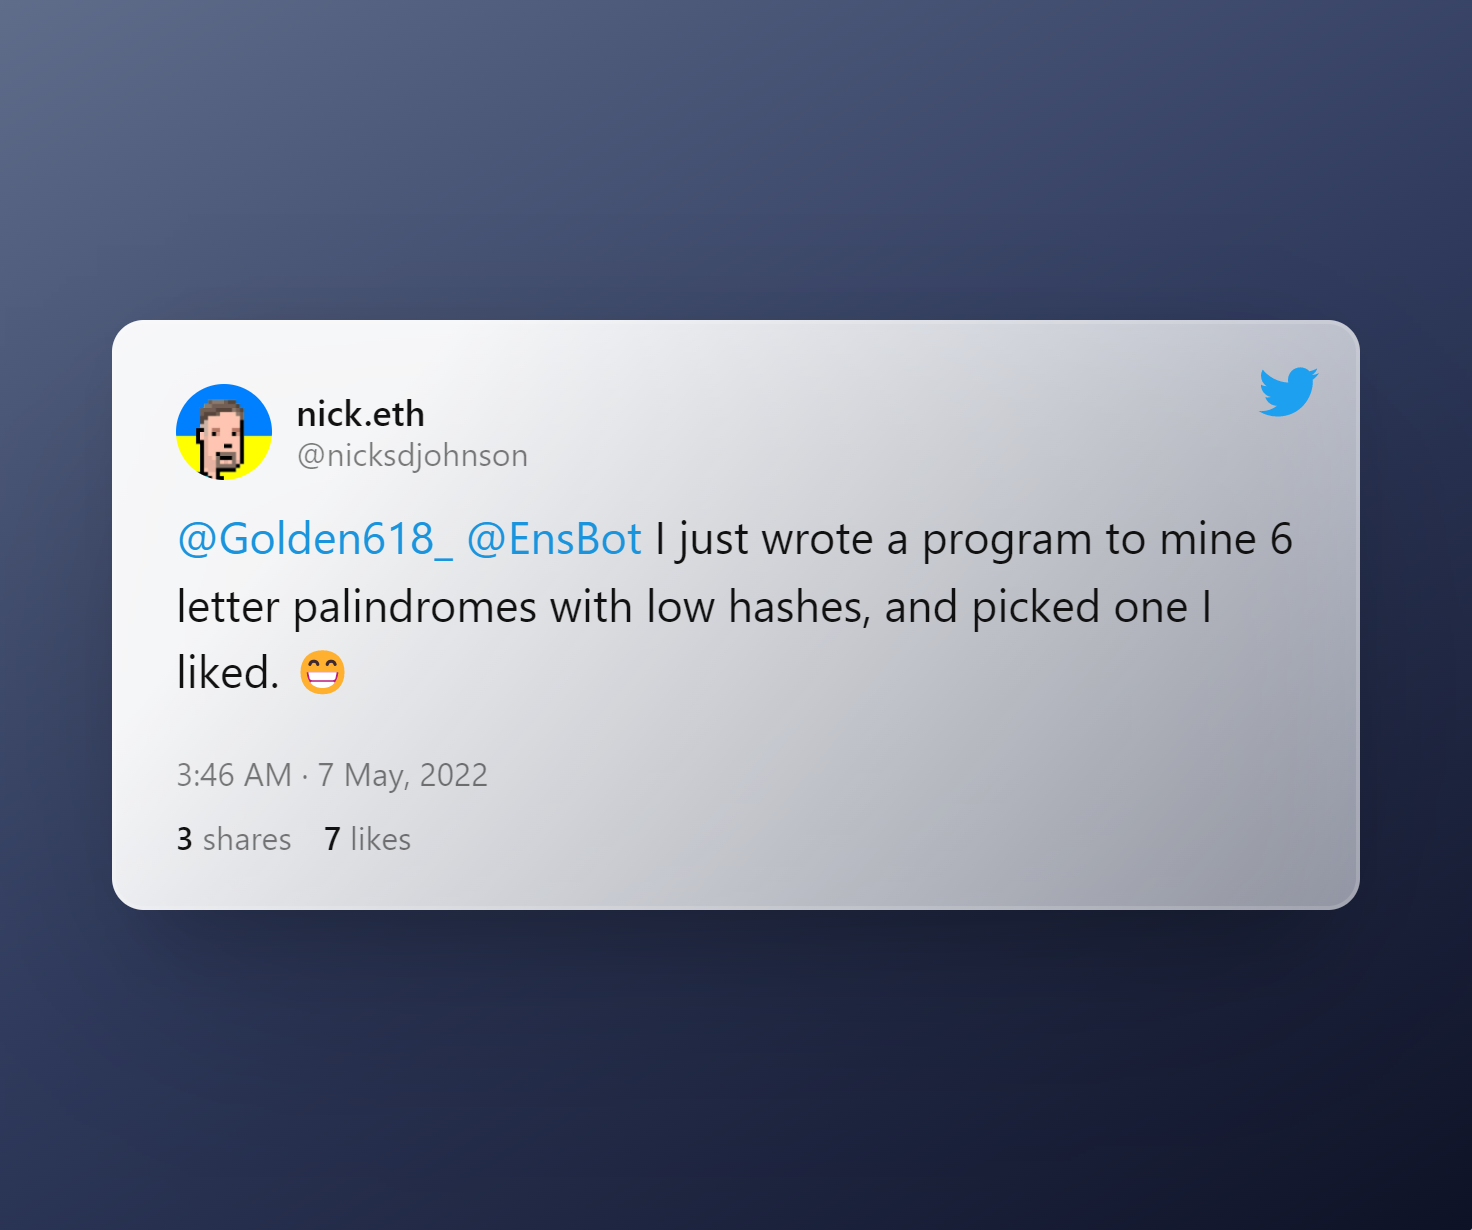 nick.eth
@nicksdjohnson
@Golden618_ @EnsBot I just wrote a program to mine 6
letter palindromes with low hashes, and picked one I
liked. 😁
3:46 AM · 7 May, 2022
3 shares 7 likes